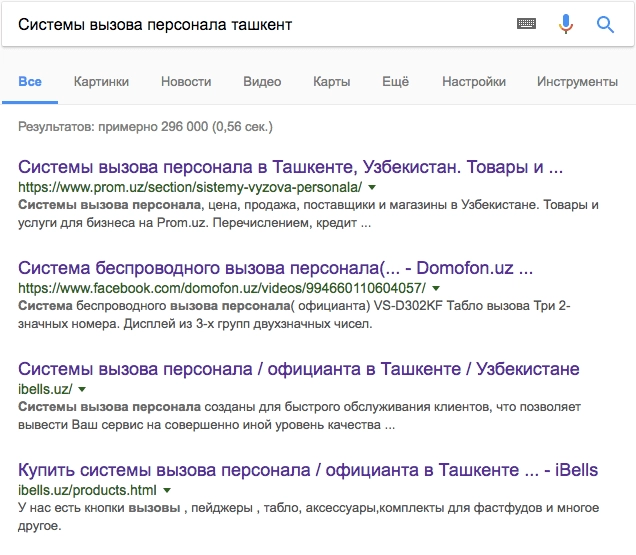 Системы вызова персонала ташкент
Все Картинки Новости Видео Карты Ещё Настройки Инструменты
Результатов: примерно 296 000 (0,56 сек.)
Системы вызова персонала в Ташкенте, Узбекистан. Товары и ...
https://www.prom.uz/section/sistemy-vyzova-personala/
Системы вызова персонала, цена, продажа, поставщики и магазины в Узбекистане. Товары и
услуги для бизнеса на Prom.uz. Перечислением, кредит ...
Система беспроводного вызова персонала(... - Domofon.uz ...
https://www.facebook.com/domofon.uz/videos/994660110604057/
Система беспроводного вызова персонала( официанта) VS-D302KF Табло вызова Три 2-
значных номера. Дисплей из 3-х групп двухзначных чисел.
Системы вызова персонала / официанта в Ташкенте / Узбекистане
ibells.uz/
Системы вызова персонала созданы для быстрого обслуживания клиентов, что позволяет
вывести Ваш сервис на совершенно иной уровень качества ...
Купить системы вызова персонала / официанта в Ташкенте ... - iBells
ibells.uz/products.html
У нас есть кнопки вызовы , пейджеры , табло, аксессуары,комплекты для фастфудов и многое
другое.